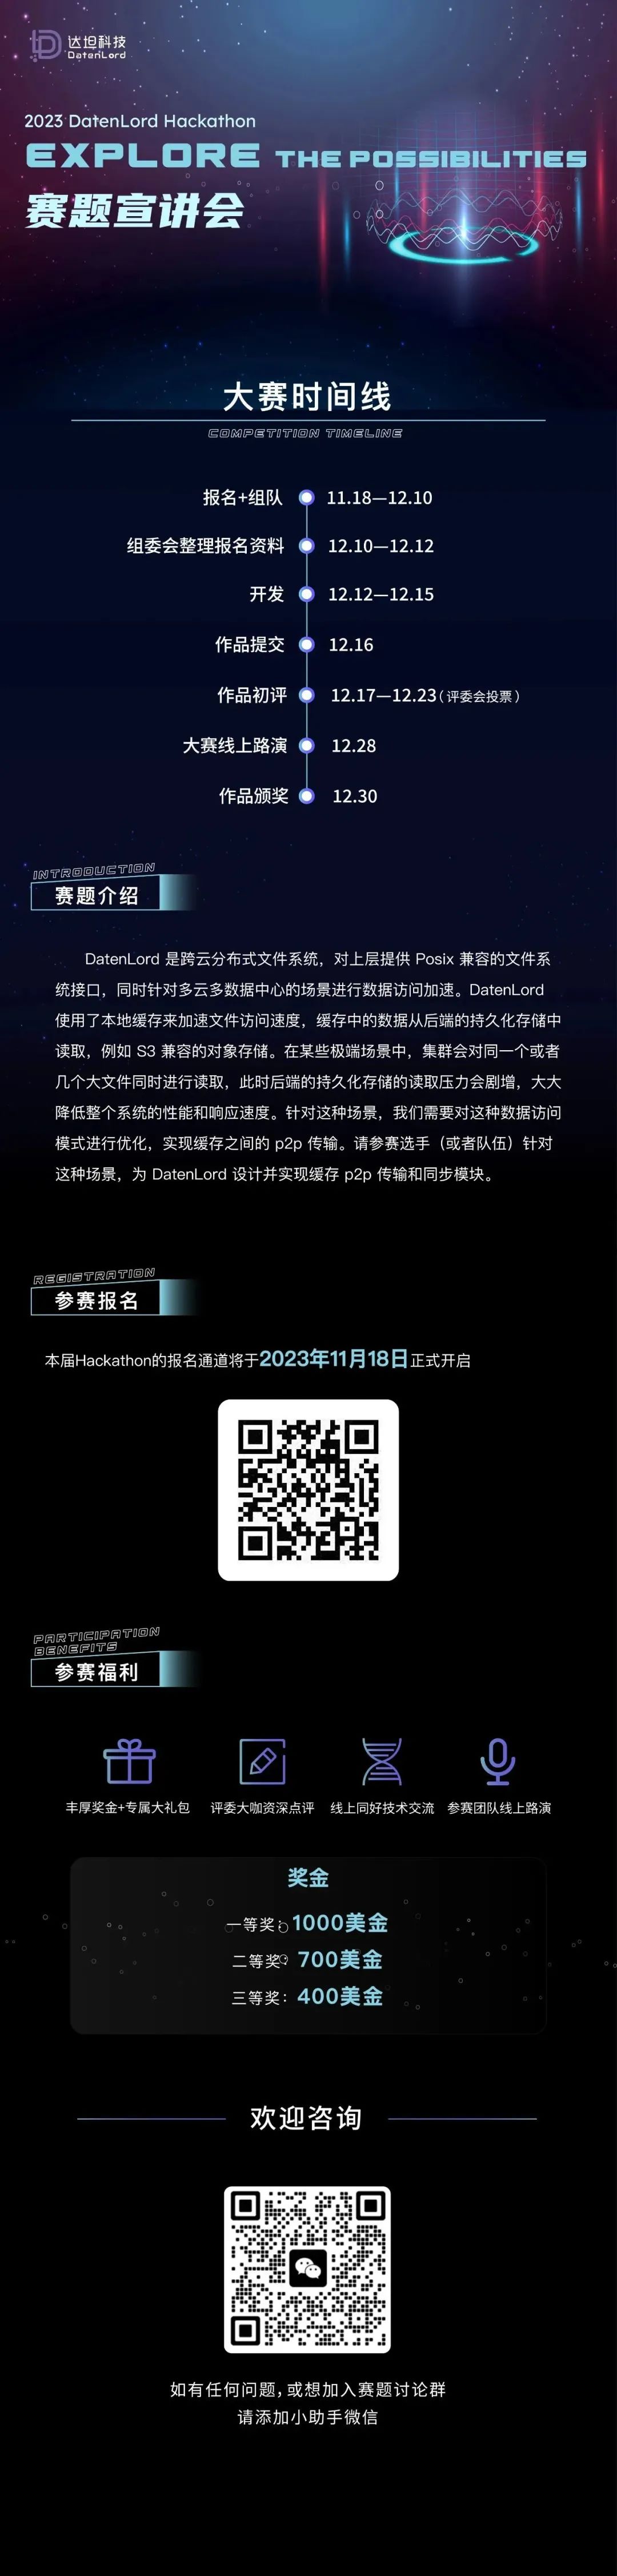 达坦科技
DatenLord
2023 DatenLord Hackathon
EXPLORE THE POSSIBILITIES
赛题宣讲会
大赛时间线
COMPETITION TIMELINE
报名+组队 11.18—12.10
组委会整理报名资料 12.10—12.12
开发 12.12—12.15
作品提交 12.16
作品初评 12.17—12.23（评委会投票）
大赛线上路演 12.28
作品颁奖 12.30
INTRODUCTION
赛题介绍
DatenLord 是跨云分布式文件系统，对上层提供 Posix 兼容的文件系
统接口，同时针对多云多数据中心的场景进行数据访问加速。DatenLord
使用了本地缓存来加速文件访问速度，缓存中的数据从后端的持久化存储中
读取，例如 S3 兼容的对象存储。在某些极端场景中，集群会对同一个或者
几个大文件同时进行读取，此时后端的持久化存储的读取压力会剧增，大大
降低整个系统的性能和响应速度。针对这种场景，我们需要对这种数据访问
模式进行优化，实现缓存之间的 p2p 传输。请参赛选手（或者队伍）针对
这种场景，为 DatenLord 设计并实现缓存 p2p 传输和同步模块。
REGISTRATION
参赛报名
本届Hackathon的报名通道将于2023年11月18日正式开启
PARTICIPATION
BENEFITS
参赛福利
丰厚奖金+专属大礼包 评委大咖资深点评 线上同好技术交流 参赛团队线上路演
奖金
一等奖：1000美金
二等奖：700美金
三等奖：400美金
欢迎咨询
如有任何问题，或想加入赛题讨论群
请添加小助手微信